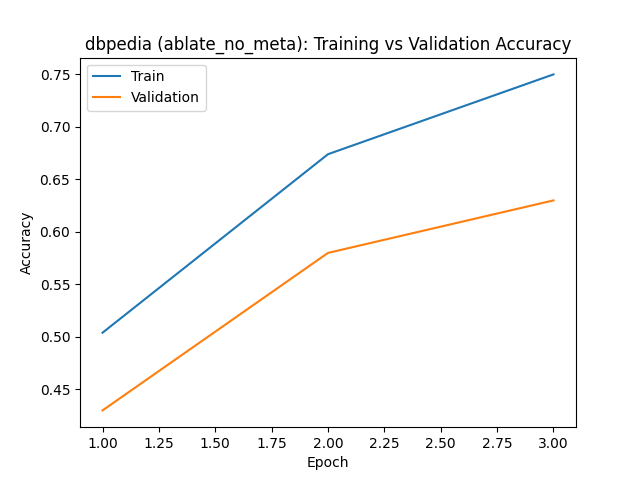 dbpedia (ablate_no_meta): Training vs Validation Accuracy
Train
Validation
0.75
0.70
0.65
0.60
0.55
0.50
0.45
Accuracy
1.00 1.25 1.50 1.75 2.00 2.25 2.50 2.75 3.00
Epoch